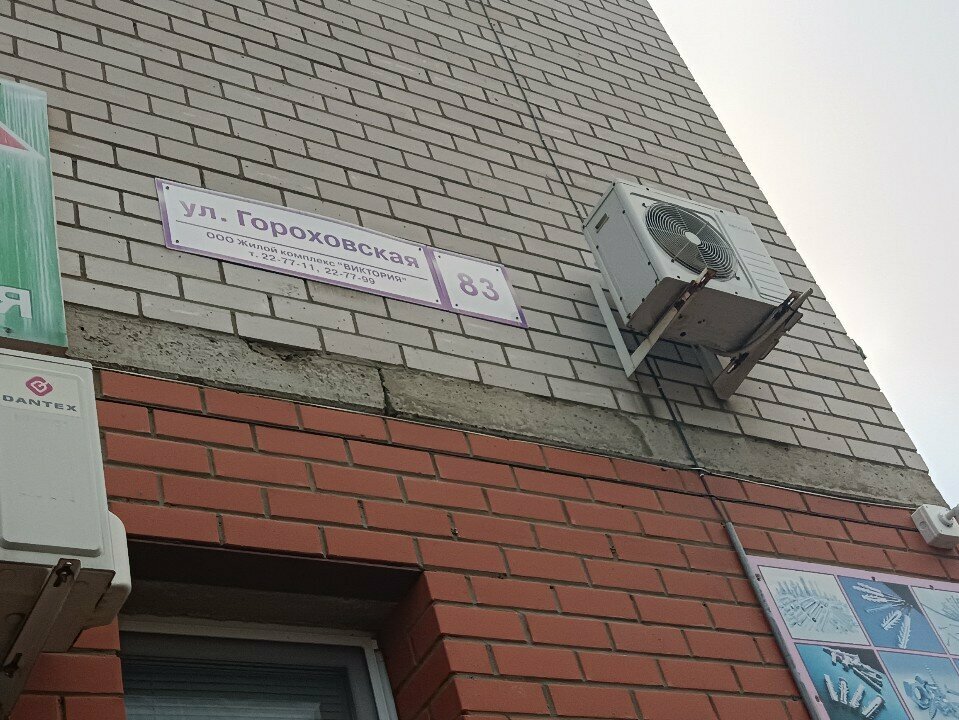 ул. Гороховская
ООО Жилой комплекс "ВИКТОРИЯ"
т. 22-77-11, 22-77-99
83
Я
DANTEX